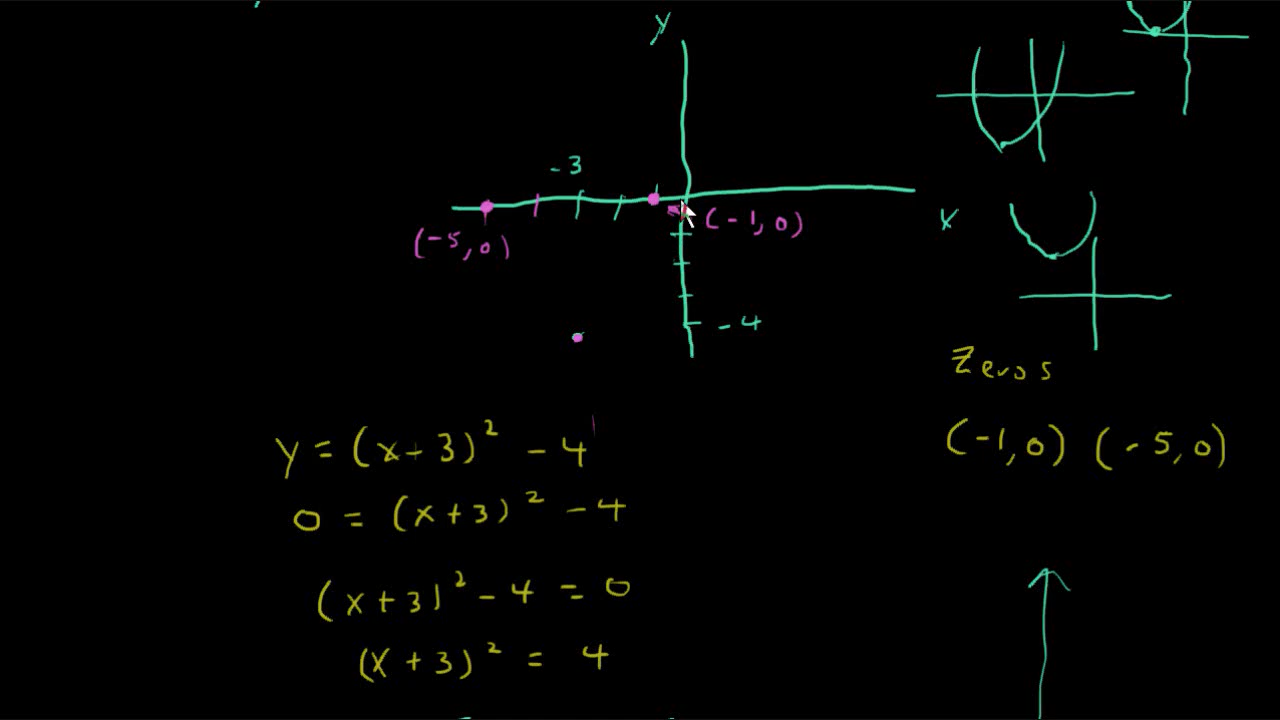 y
-3
(-5,0)
(-1,0)
x
-4
Zeros
(-1,0) (-5,0)
y = (x+3)² - 4
0 = (x+3)² - 4
(x+3)² - 4 = 0
(x+3)² = 4